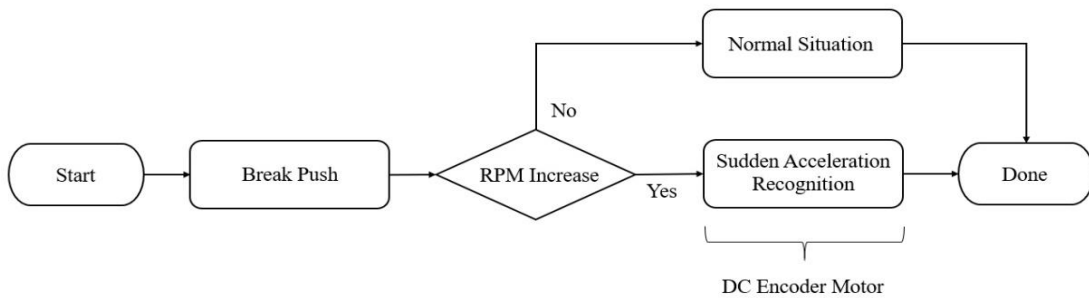 Normal Situation
No
Start
Break Push
RPM Increase
Yes
Sudden Acceleration
Recognition
Done
DC Encoder Motor